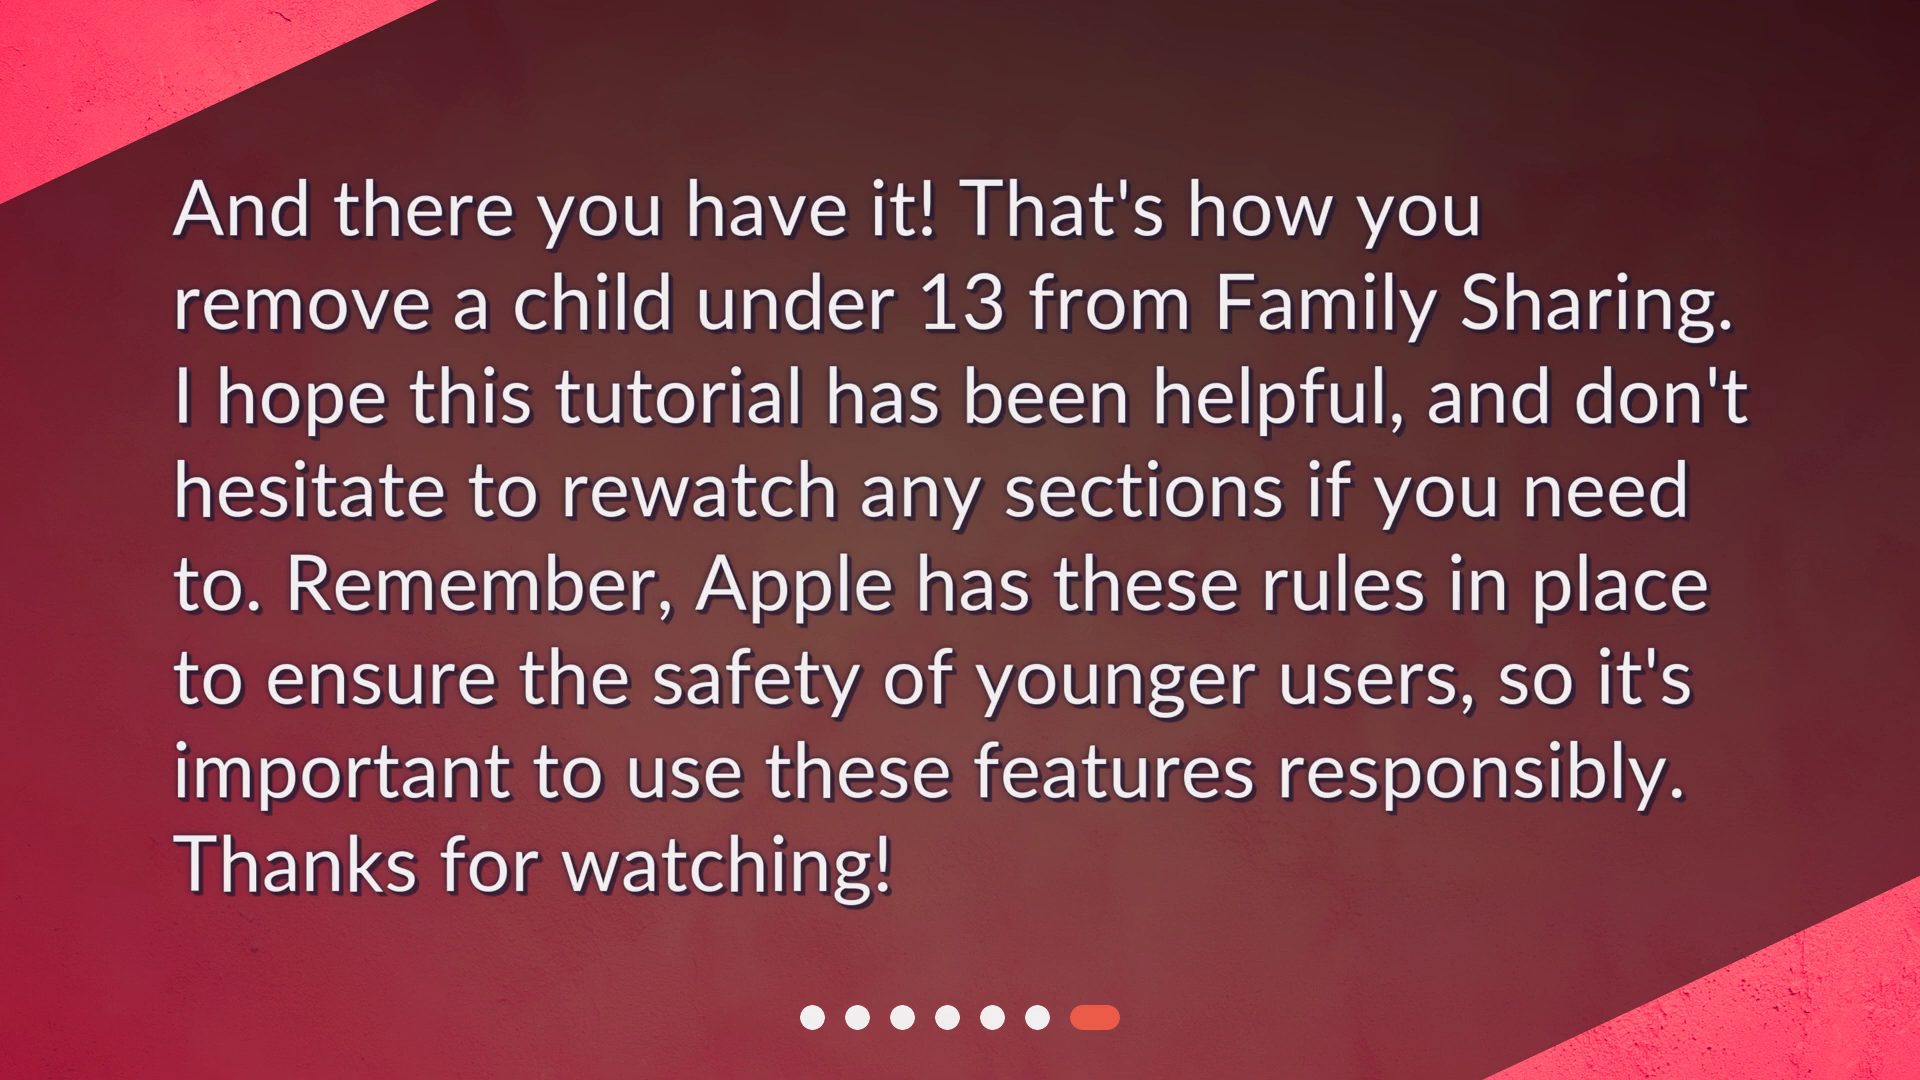 And there you have it! That's how you
remove a child under 13 from Family Sharing.
I hope this tutorial has been helpful, and don't
hesitate to rewatch any sections if you need
to. Remember, Apple has these rules in place
to ensure the safety of younger users, so it's
important to use these features responsibly.
Thanks for watching!